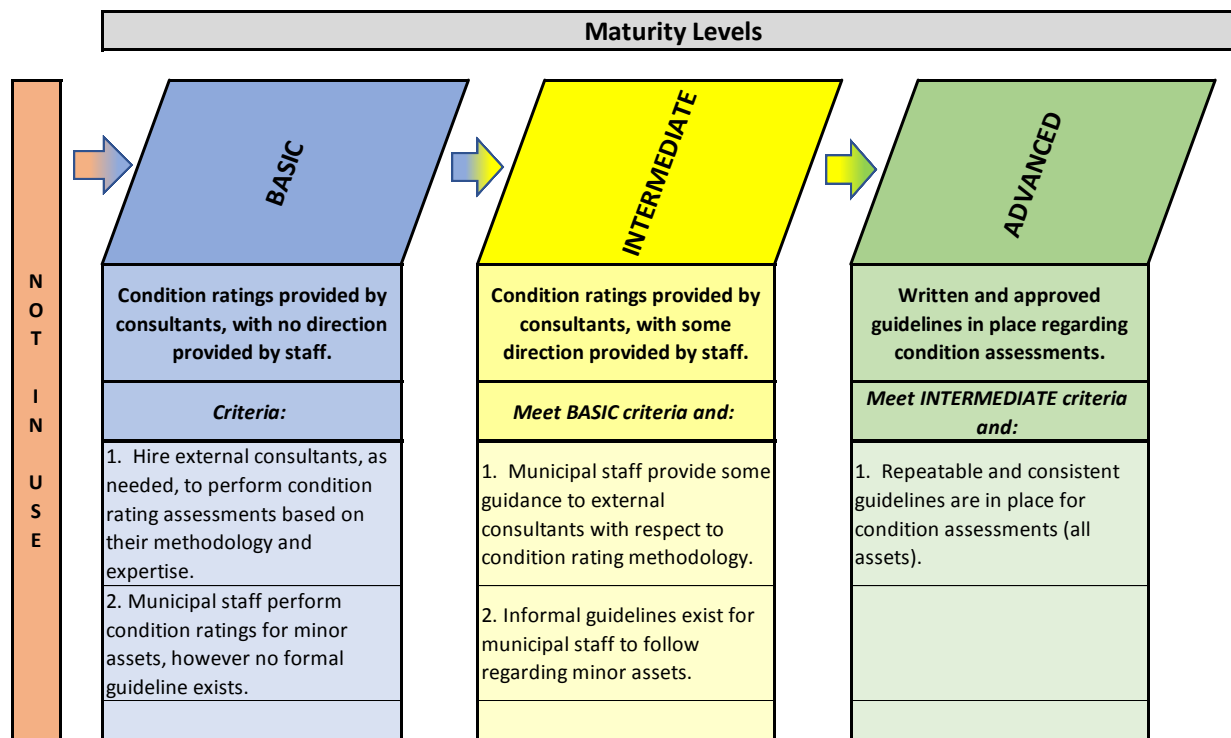 Maturity Levels
NOT IN USE
BASIC
Condition ratings provided by
consultants, with no direction
provided by staff.
Criteria:
1. Hire external consultants, as
needed, to perform condition
rating assessments based on
their methodology and
expertise.
2. Municipal staff perform
condition ratings for minor
assets, however no formal
guideline exists.
INTERMEDIATE
Condition ratings provided by
consultants, with some
direction provided by staff.
Meet BASIC criteria and:
1. Municipal staff provide some
guidance to external
consultants with respect to
condition rating methodology.
2. Informal guidelines exist for
municipal staff to follow
regarding minor assets.
ADVANCED
Written and approved
guidelines in place regarding
condition assessments.
Meet INTERMEDIATE criteria
and:
1. Repeatable and consistent
guidelines are in place for
condition assessments (all
assets).